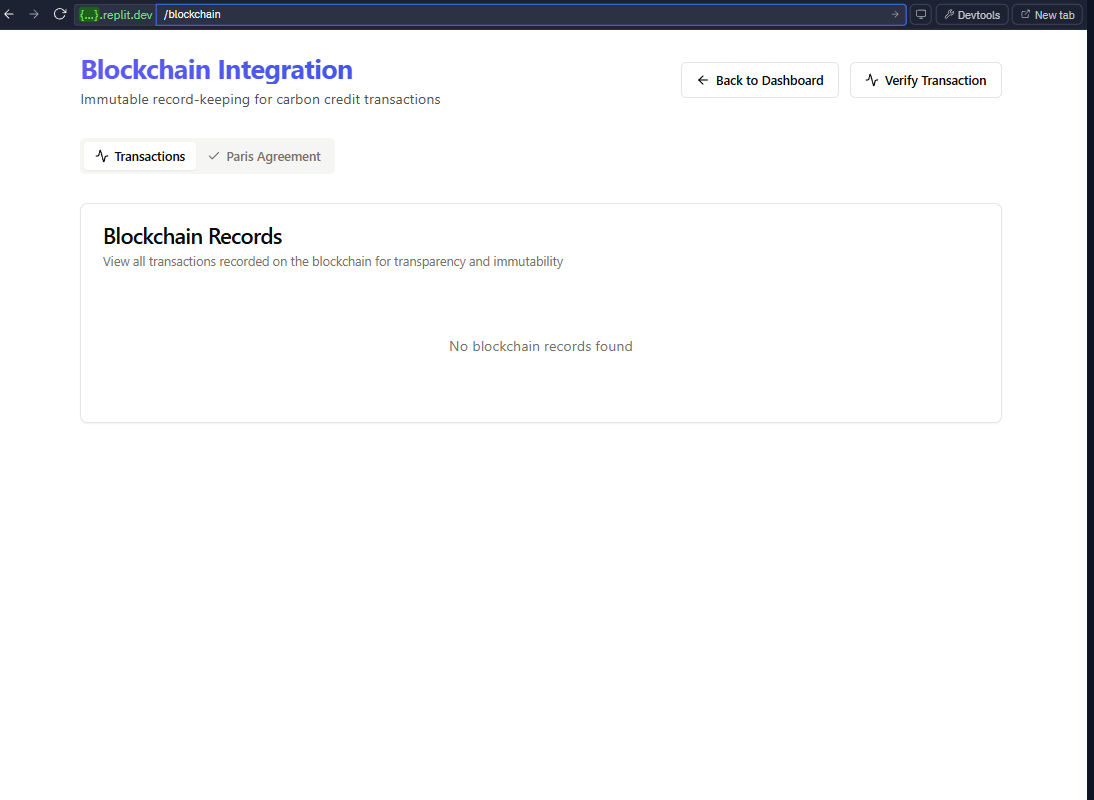 {...}.replit.dev /blockchain Devtools New tab
Blockchain Integration
Immutable record-keeping for carbon credit transactions
Back to Dashboard Verify Transaction
Transactions Paris Agreement
Blockchain Records
View all transactions recorded on the blockchain for transparency and immutability
No blockchain records found